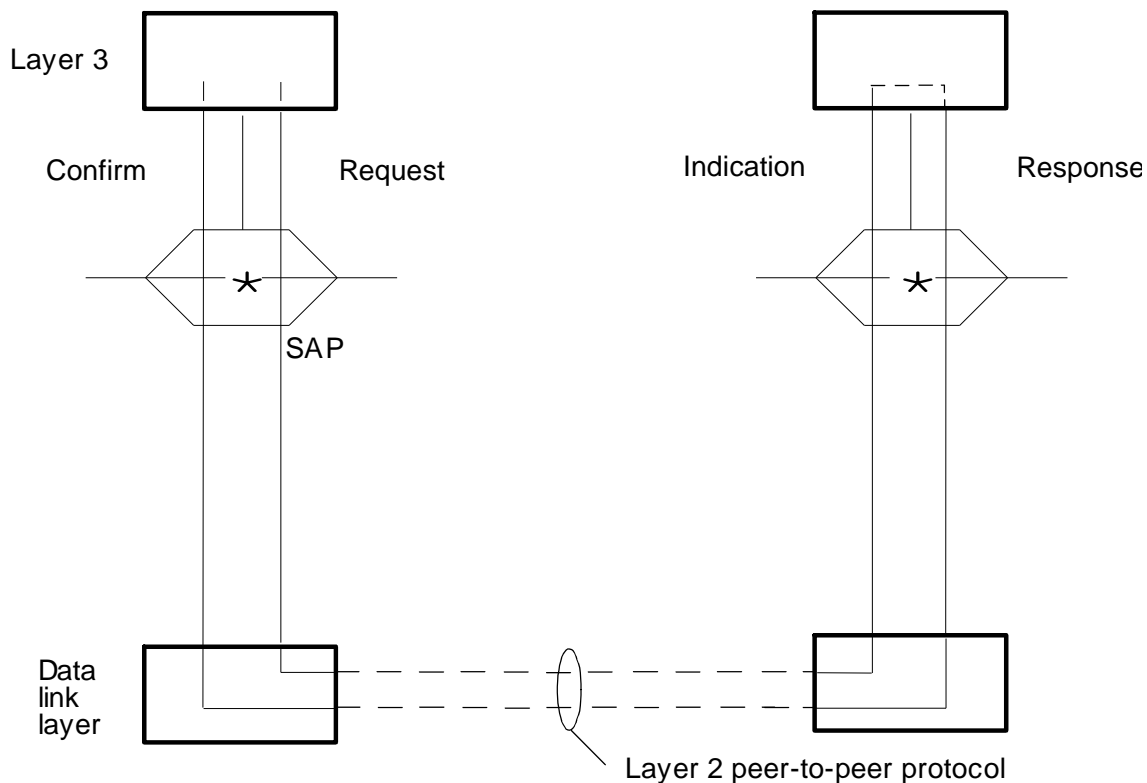 Layer 3
Confirm
Request
Indication
Response
SAP
Data
link
layer
Layer 2 peer-to-peer protocol